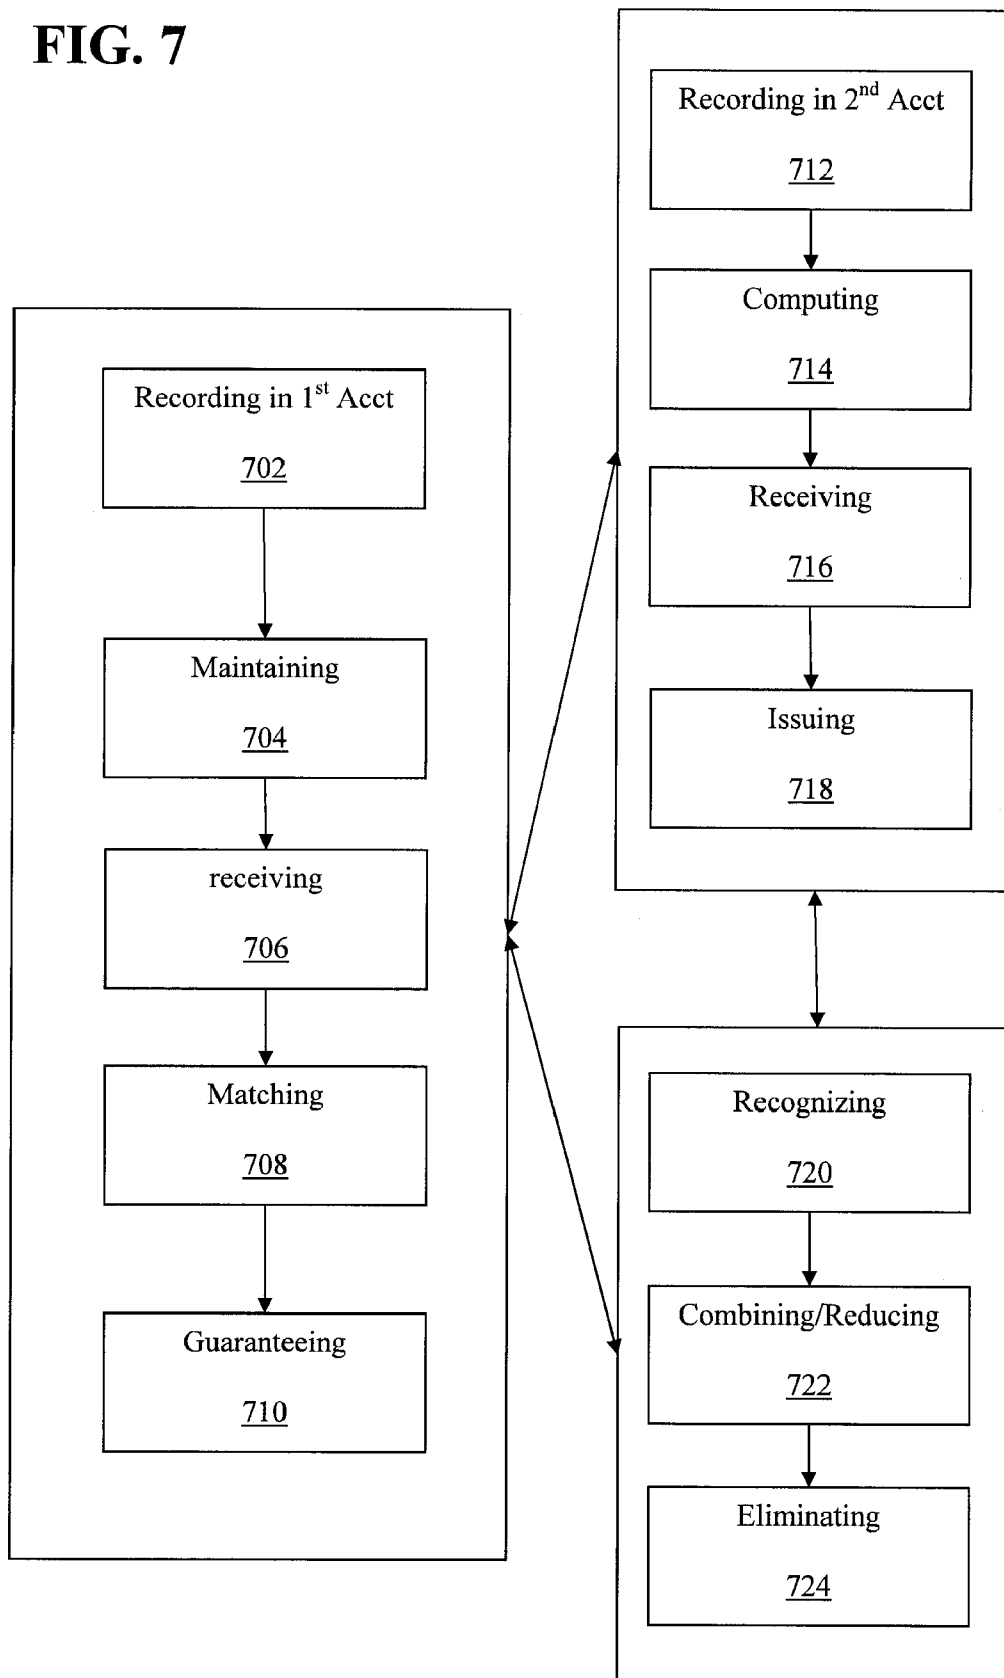 FIG. 7
Recording in 1st Acct
702
Maintaining
704
receiving
706
Matching
708
Guaranteeing
710
Recording in 2nd Acct
712
Computing
714
Receiving
716
Issuing
718
Recognizing
720
Combining/Reducing
722
Eliminating
724